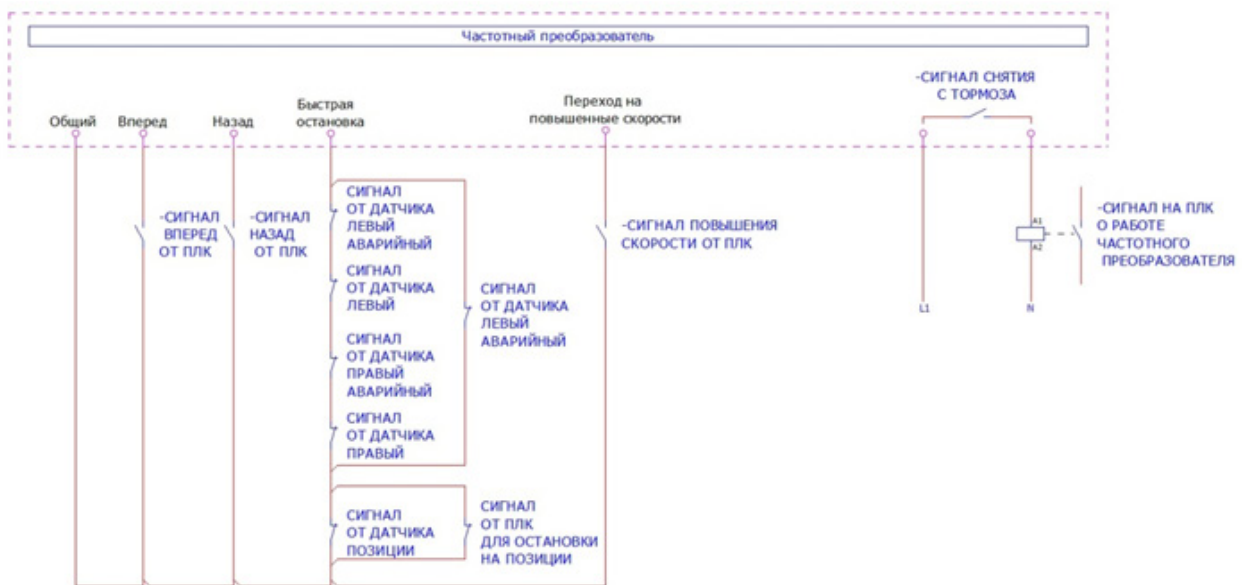 Частотный преобразователь
-СИГНАЛ СНЯТИЯ
С ТОРМОЗА
Общий
Вперед
Назад
Быстрая
остановка
Переход на
повышенные скорости
-СИГНАЛ
ВПЕРЕД
ОТ ПЛК
-СИГНАЛ
НАЗАД
ОТ ПЛК
СИГНАЛ
ОТ ДАТЧИКА
ЛЕВЫЙ
АВАРИЙНЫЙ
СИГНАЛ
ОТ ДАТЧИКА
ЛЕВЫЙ
СИГНАЛ
ОТ ДАТЧИКА
ПРАВЫЙ
АВАРИЙНЫЙ
СИГНАЛ
ОТ ДАТЧИКА
ПРАВЫЙ
СИГНАЛ
ОТ ДАТЧИКА
ЛЕВЫЙ
АВАРИЙНЫЙ
СИГНАЛ
ОТ ДАТЧИКА
ПОЗИЦИИ
СИГНАЛ
ОТ ПЛК
ДЛЯ ОСТАНОВКИ
НА ПОЗИЦИИ
-СИГНАЛ ПОВЫШЕНИЯ
СКОРОСТИ ОТ ПЛК
A1
A2
L1
N
-СИГНАЛ НА ПЛК
О РАБОТЕ
ЧАСТОТНОГО
ПРЕОБРАЗОВАТЕЛЯ